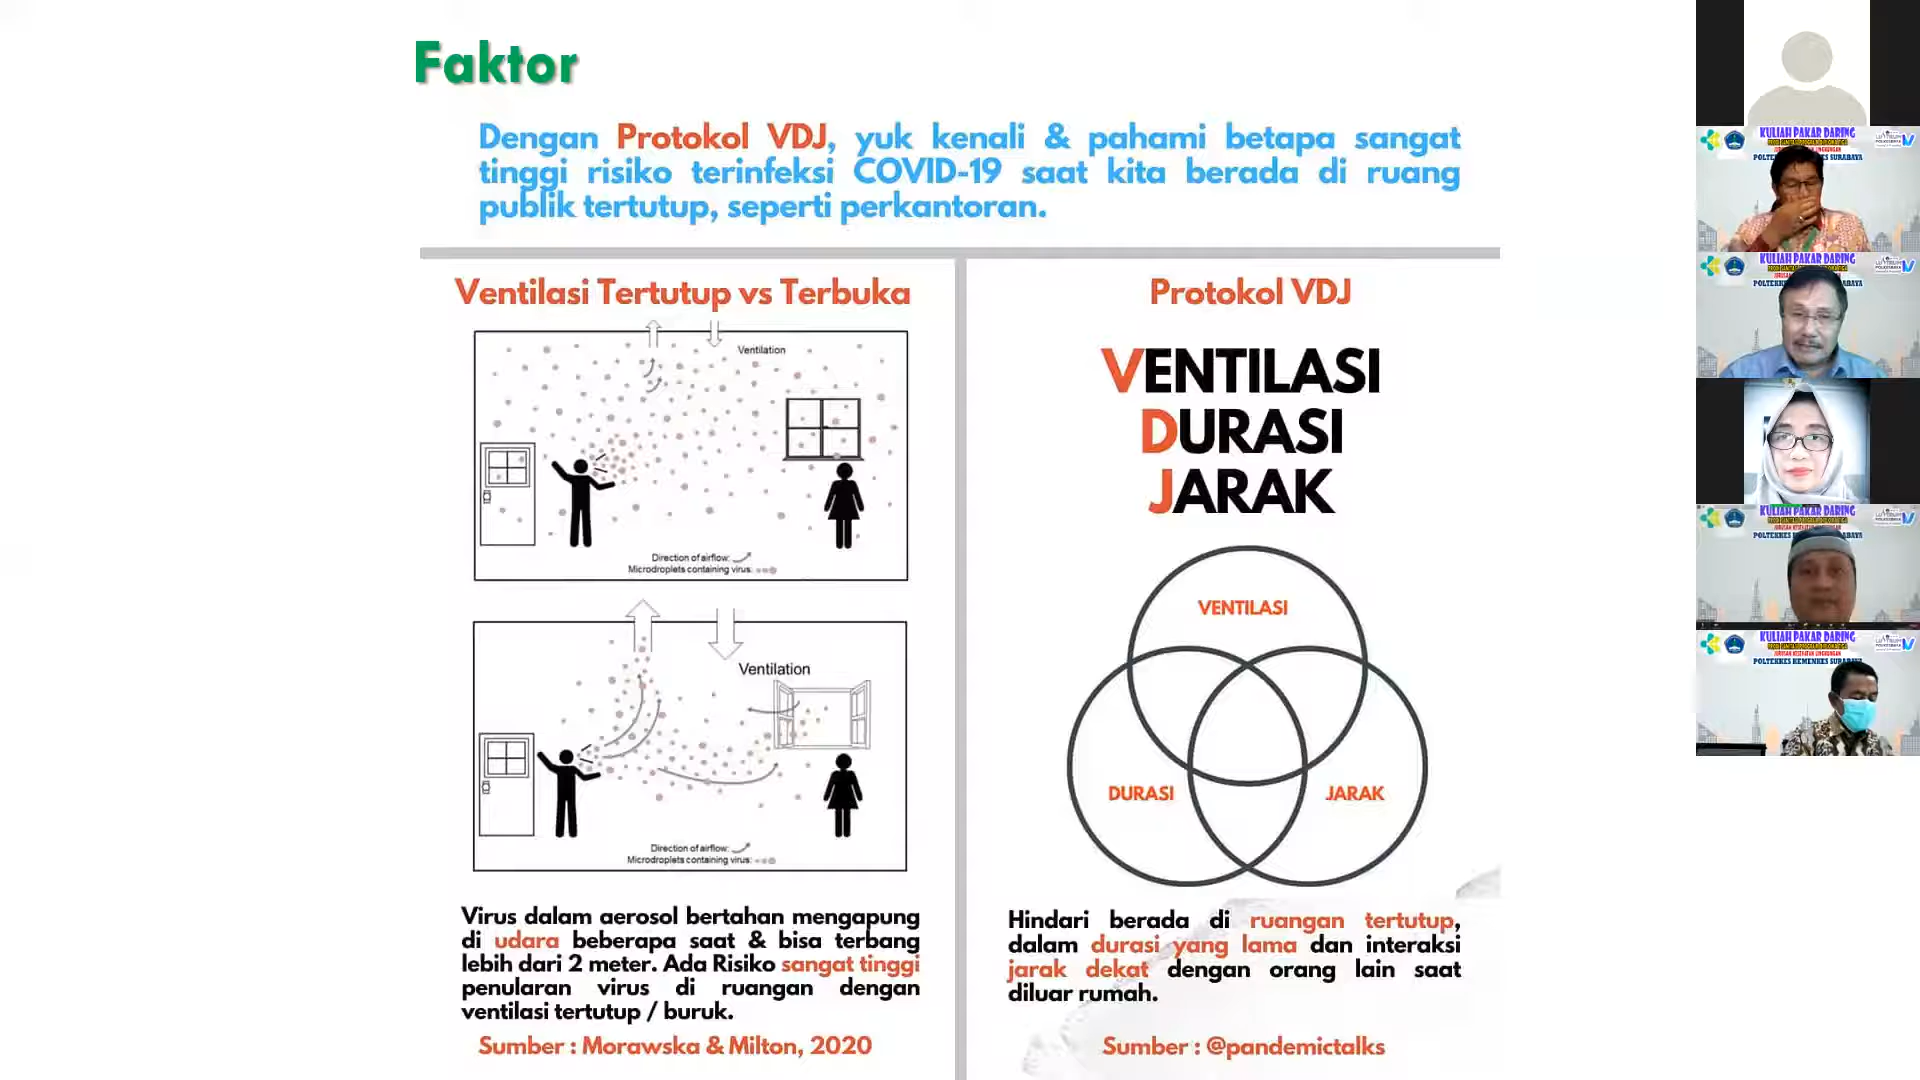 Faktor
Dengan Protokol VDJ, yuk kenali & pahami betapa sangat
tinggi risiko terinfeksi COVID-19 saat kita berada di ruang
publik tertutup, seperti perkantoran.
Ventilasi Tertutup vs Terbuka
Ventilation
Direction of airflow:
Microdroplets containing virus:
Ventilation
Direction of airflow:
Microdroplets containing virus:
Virus dalam aerosol bertahan mengapung
di udara beberapa saat & bisa terbang
lebih dari 2 meter. Ada Risiko sangat tinggi
penularan virus di ruangan dengan
ventilasi tertutup / buruk.
Sumber : Morawska & Milton, 2020
Protokol VDJ
VENTILASI
DURASI
JARAK
VENTILASI
DURASI
JARAK
Hindari berada di ruangan tertutup,
dalam durasi yang lama dan interaksi
jarak dekat dengan orang lain saat
diluar rumah.
Sumber : @pandemictalks
KULIAH PAKAR DARING
KULIAH PAKAR DARING
KULIAH PAKAR DARING
KULIAH PAKAR DARING
POLTEKKES KEMENKES SURABAYA